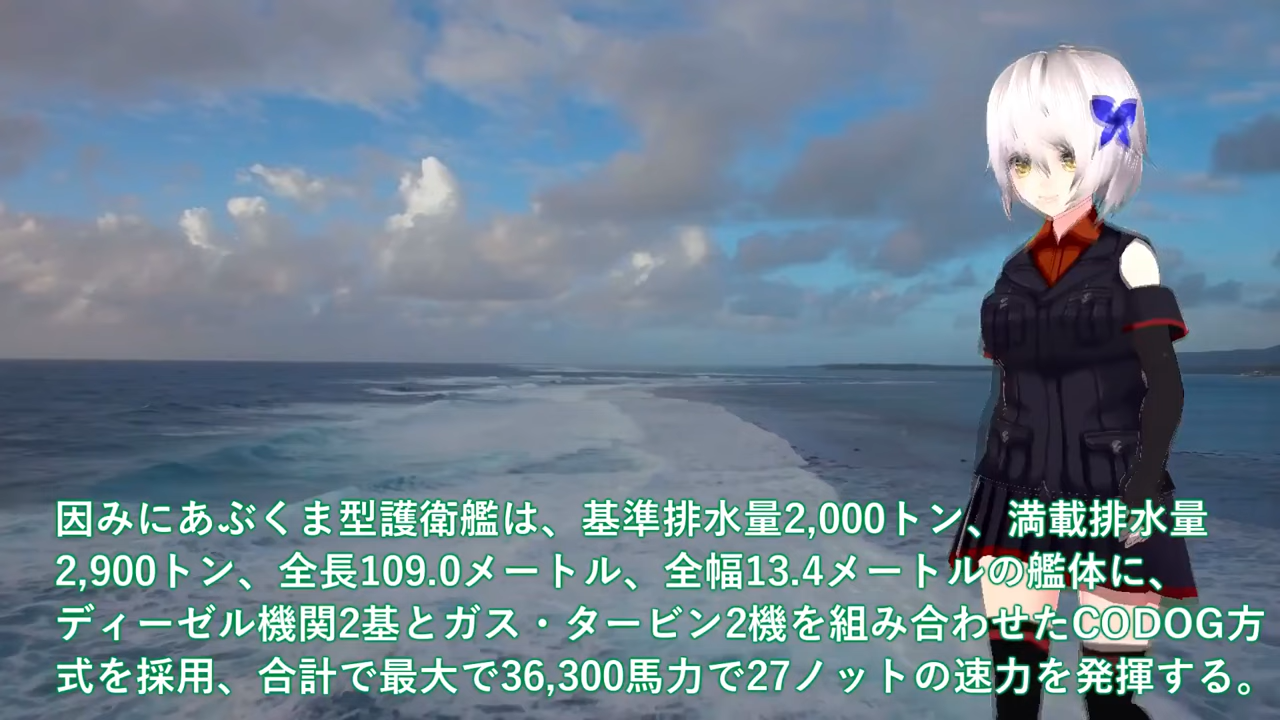 因みにあぶくま型護衛艦は、基準排水量2,000トン、満載排水量
2,900トン、全長109.0メートル、全幅13.4メートルの艦体に、
ディーゼル機関2基とガス・タービン2機を組み合わせたCODOG方
式を採用、合計で最大で36,300馬力で27ノットの速力を発揮する。